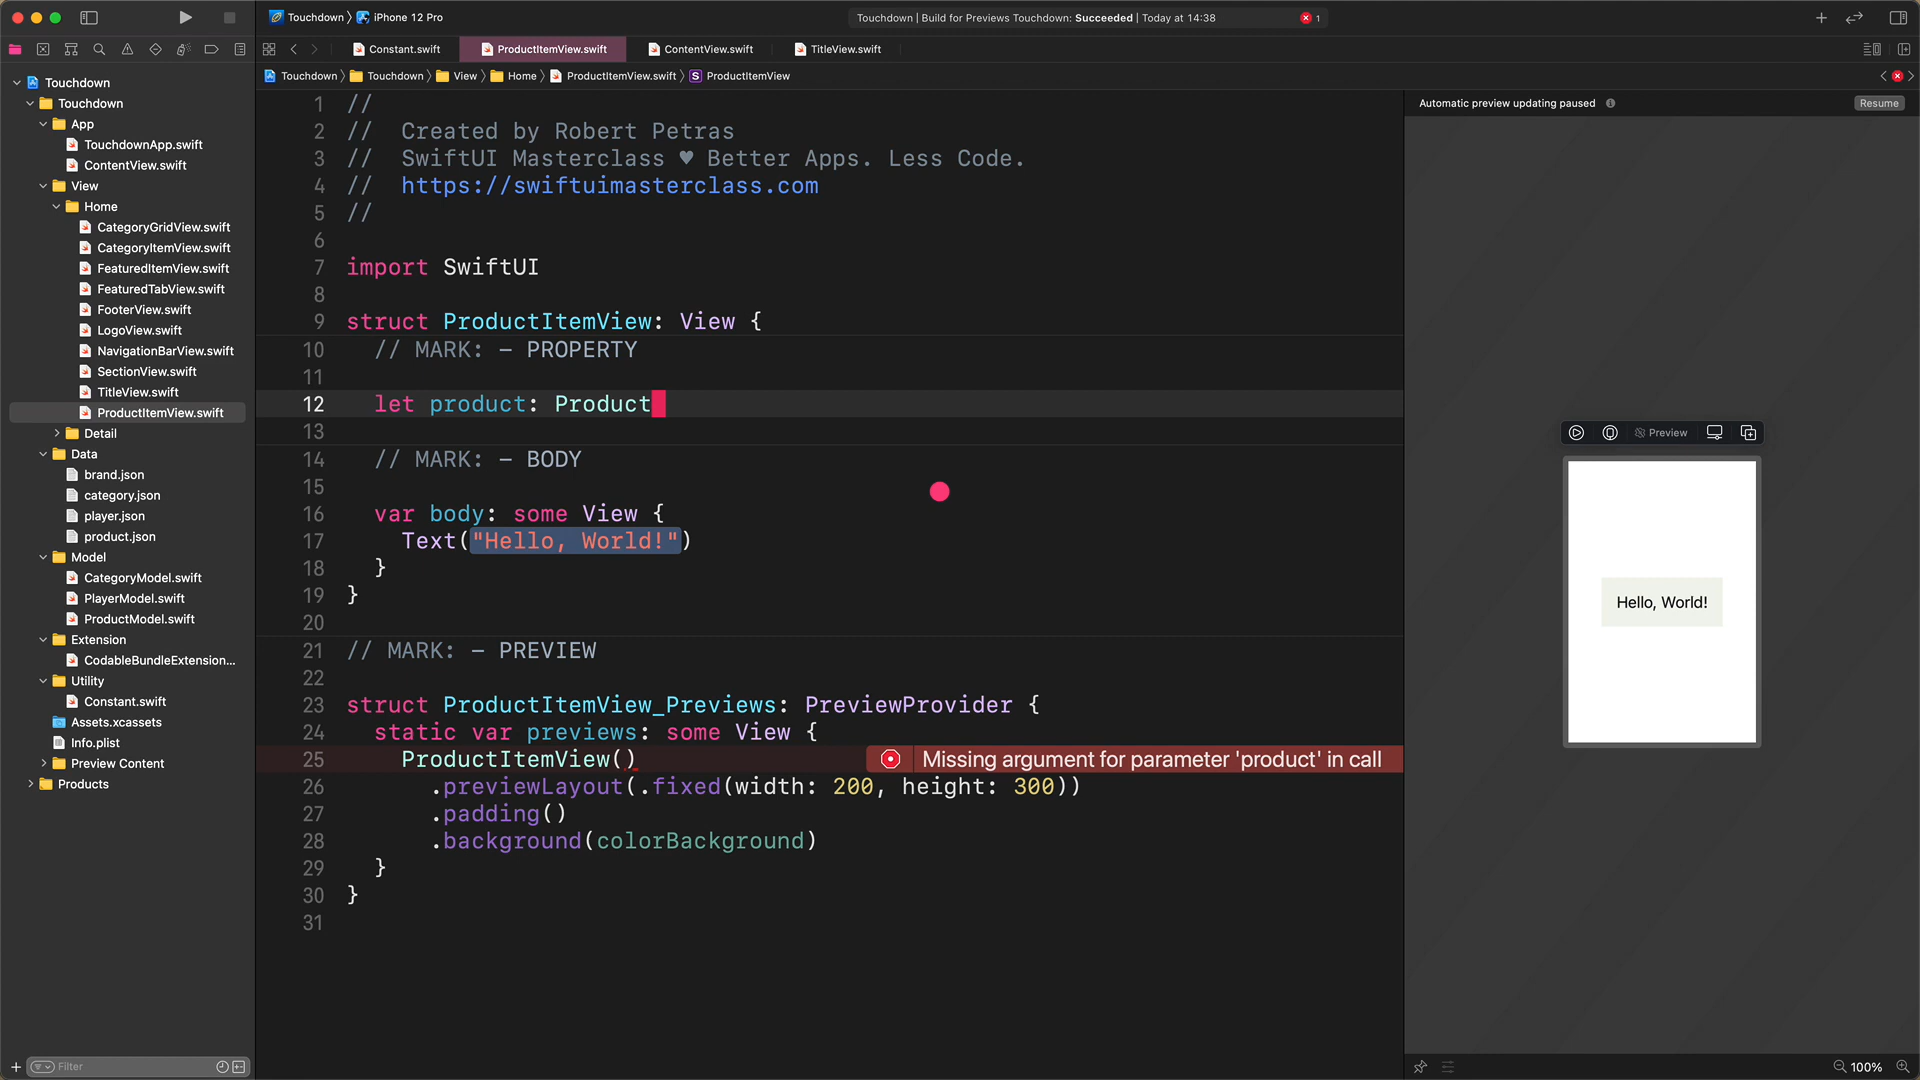 Touchdown
iPhone 12 Pro
Touchdown | Build for Previews Touchdown: Succeeded | Today at 14:38
1
Constant.swift
ProductItemView.swift
ContentView.swift
TitleView.swift
Touchdown
Touchdown
View
Home
ProductItemView.swift
S
ProductItemView
Touchdown
Touchdown
App
TouchdownApp.swift
ContentView.swift
View
Home
CategoryGridView.swift
CategoryItemView.swift
FeaturedItemView.swift
FeaturedTabView.swift
FooterView.swift
LogoView.swift
NavigationBarView.swift
SectionView.swift
TitleView.swift
ProductItemView.swift
Detail
Data
brand.json
category.json
player.json
product.json
Model
CategoryModel.swift
PlayerModel.swift
ProductModel.swift
Extension
CodableBundleExtension...
Utility
Constant.swift
Assets.xcassets
Info.plist
Preview Content
Products
Filter
1 //
2 //  Created by Robert Petras
3 //  SwiftUI Masterclass ♥ Better Apps. Less Code.
4 //  https://swiftuimasterclass.com
5 //
6
7 import SwiftUI
8
9 struct ProductItemView: View {
10   // MARK: - PROPERTY
11
12   let product: Product
13
14   // MARK: - BODY
15
16   var body: some View {
17     Text("Hello, World!")
18   }
19 }
20
21 // MARK: - PREVIEW
22
23 struct ProductItemView_Previews: PreviewProvider {
24   static var previews: some View {
25     ProductItemView()
Missing argument for parameter 'product' in call
26       .previewLayout(.fixed(width: 200, height: 300))
27       .padding()
28       .background(colorBackground)
29   }
30 }
31
Automatic preview updating paused
Resume
Preview
Hello, World!
100%